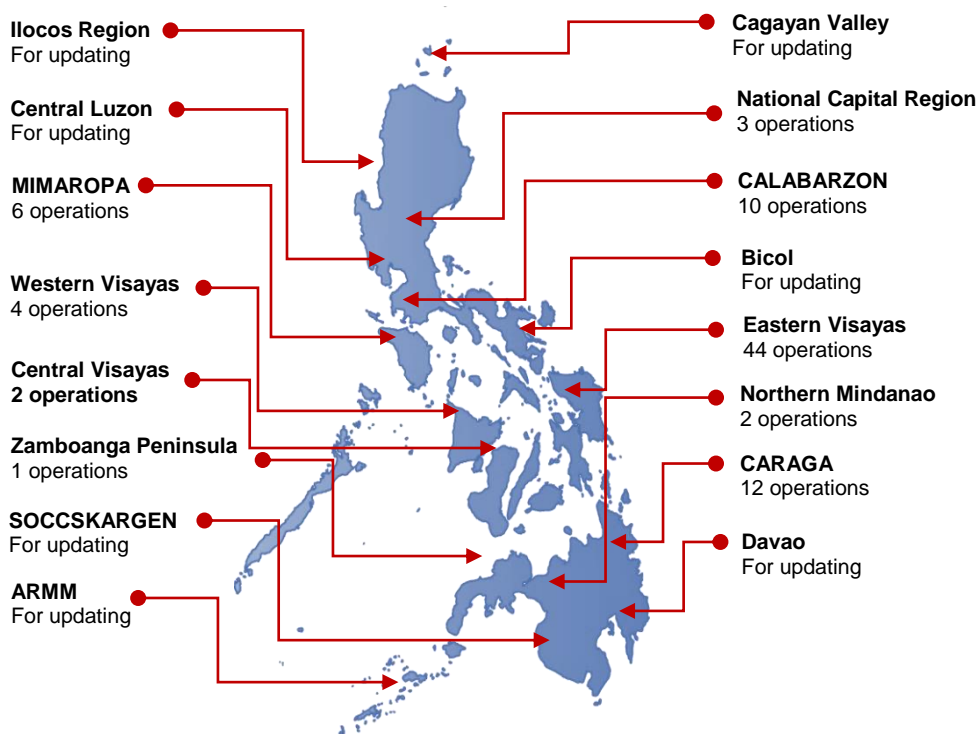 Ilocos Region
For updating
Central Luzon
For updating
MIMAROPA
6 operations
Western Visayas
4 operations
Central Visayas
2 operations
Zamboanga Peninsula
1 operations
SOCCSKARGEN
For updating
ARMM
For updating
Cagayan Valley
For updating
National Capital Region
3 operations
CALABARZON
10 operations
Bicol
For updating
Eastern Visayas
44 operations
Northern Mindanao
2 operations
CARAGA
12 operations
Davao
For updating